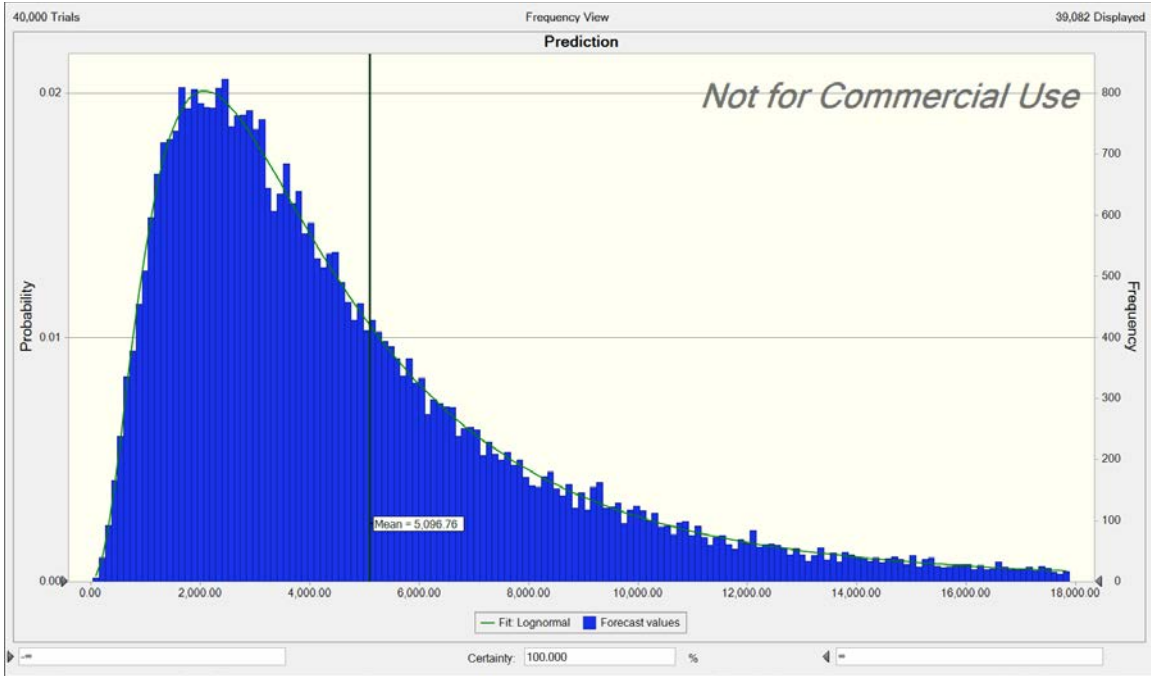 40,000 Trials
Frequency View
39,082 Displayed
Prediction
Not for Commercial Use
Probability
0.02
0.01
0.00
Frequency
800
700
600
500
400
300
200
100
0
Mean = 5,096.76
0.00 2,000.00 4,000.00 6,000.00 8,000.00 10,000.00 12,000.00 14,000.00 16,000.00 18,000.00
Fit: Lognormal Forecast values
-∞ Certainty: 100.000 % ∞